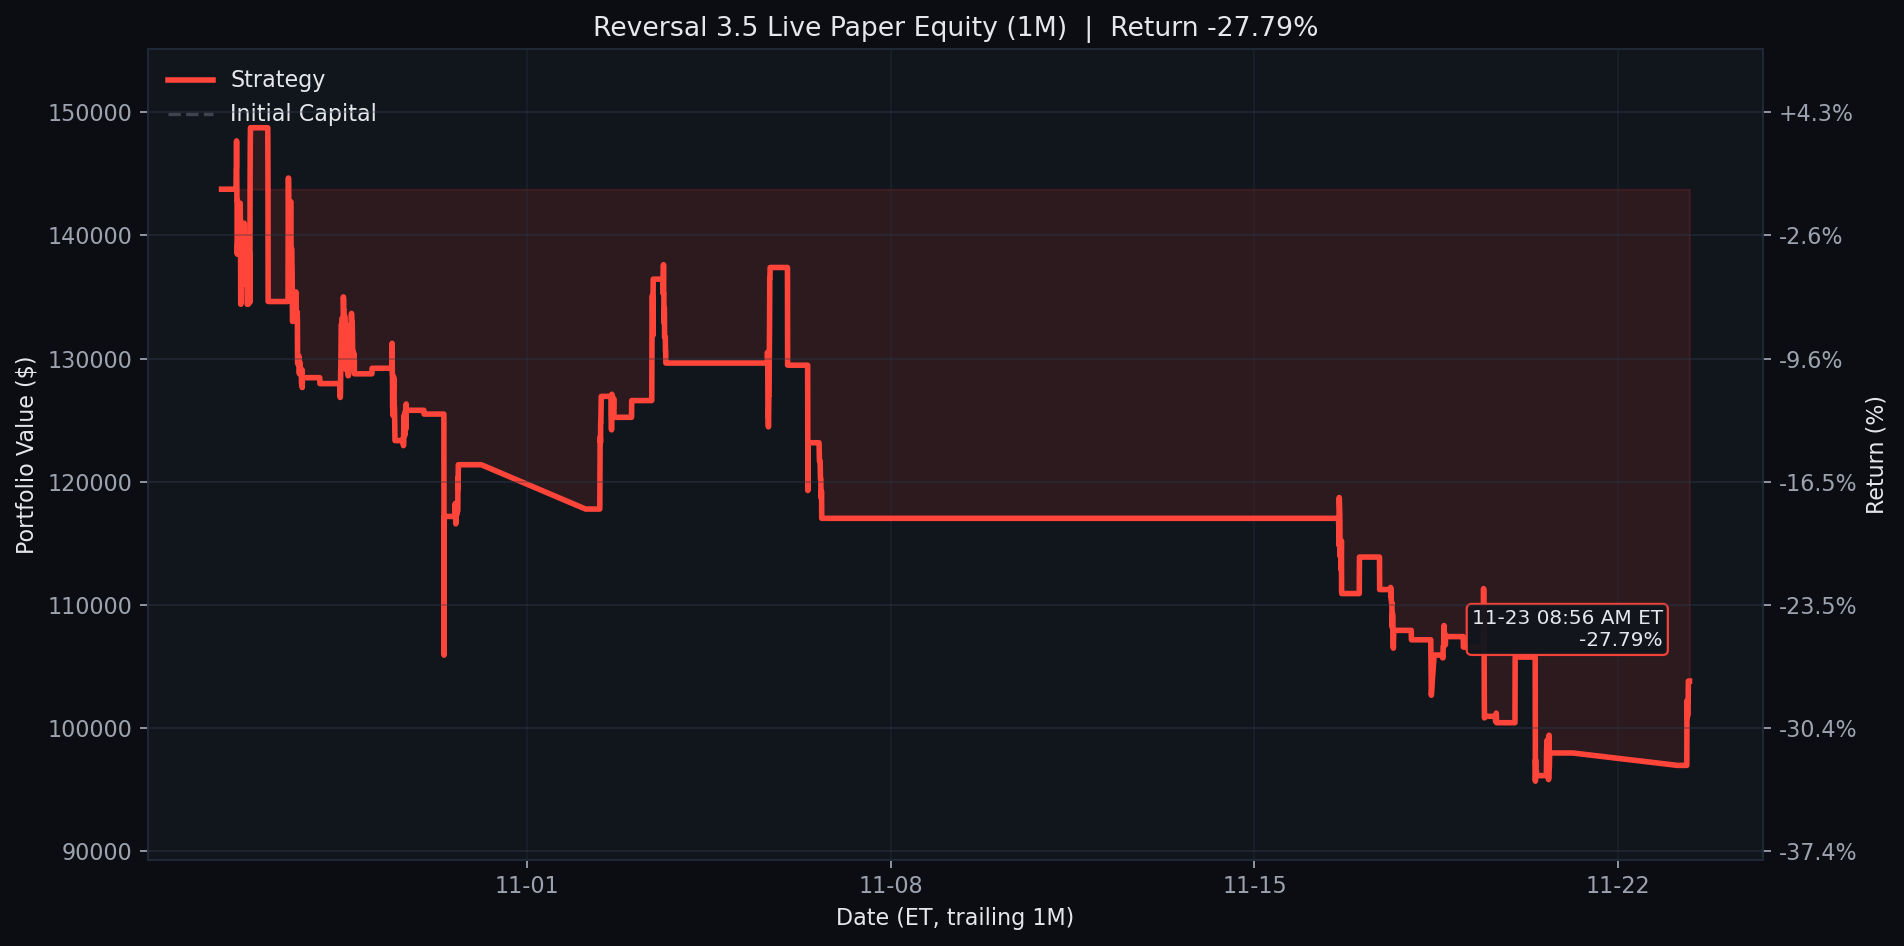 Reversal 3.5 Live Paper Equity (1M)  |  Return -27.79%
Strategy
Initial Capital
150000
140000
130000
120000
110000
100000
90000
Portfolio Value ($)
+4.3%
-2.6%
-9.6%
-16.5%
-23.5%
-30.4%
-37.4%
Return (%)
11-23 08:56 AM ET
-27.79%
11-01
11-08
11-15
11-22
Date (ET, trailing 1M)